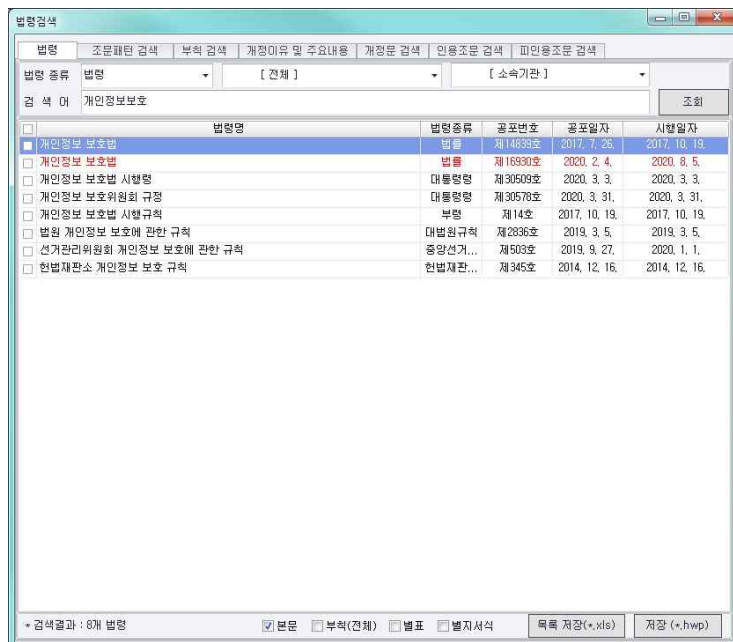 법령검색
법령 조문패턴 검색 부칙 검색 개정이유 및 주요내용 개정문 검색 인용조문 검색 피인용조문 검색
법령 종류 법령 [ 전체 ] [ 소속기관 ]
검 색 어 개인정보보호 조회
법령명 법령종류 공포번호 공포일자 시행일자
개인정보 보호법 법률 제14839호 2017. 7. 26. 2017. 10. 19.
개인정보 보호법 법률 제16930호 2020. 2. 4. 2020. 8. 5.
개인정보 보호법 시행령 대통령령 제30509호 2020. 3. 3. 2020. 3. 3.
개인정보 보호위원회 규정 대통령령 제30578호 2020. 3. 31. 2020. 3. 31.
개인정보 보호법 시행규칙 부령 제14호 2017. 10. 19. 2017. 10. 19.
법원 개인정보 보호에 관한 규칙 대법원규칙 제2836호 2019. 3. 5. 2019. 3. 5.
선거관리위원회 개인정보 보호에 관한 규칙 중앙선거... 제503호 2019. 9. 27. 2020. 1. 1.
헌법재판소 개인정보 보호 규칙 헌법재판... 제345호 2014. 12. 16. 2014. 12. 16.
* 검색결과 : 8개 법령 본문 부칙(전체) 별표 별지서식 목록 저장(*.xls) 저장 (*.hwp)